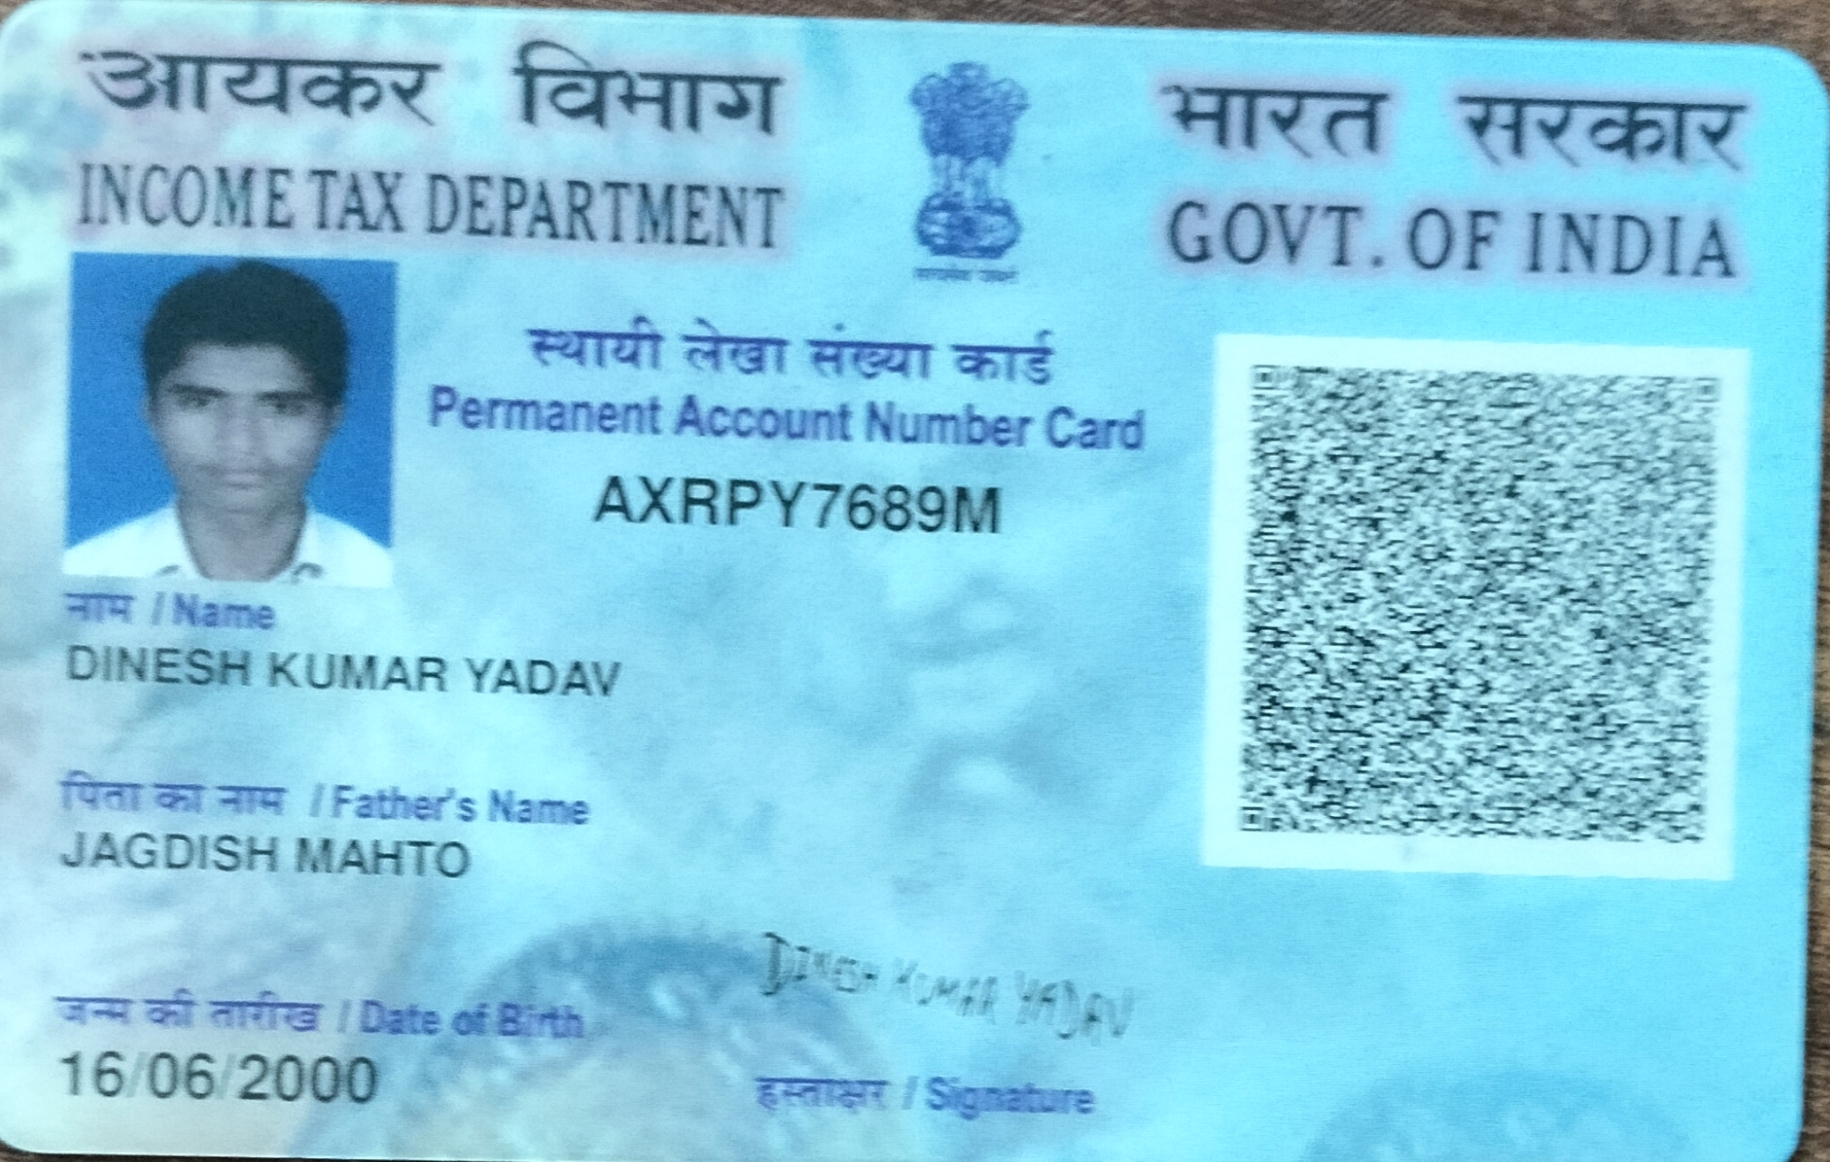 आयकर विभाग
INCOME TAX DEPARTMENT
भारत सरकार
GOVT. OF INDIA
स्थायी लेखा संख्या कार्ड
Permanent Account Number Card
AXRPY7689M
नाम / Name
DINESH KUMAR YADAV
पिता का नाम / Father's Name
JAGDISH MAHTO
जन्म की तारीख / Date of Birth
16/06/2000
DINESH KUMAR YADAV
हस्ताक्षर / Signature